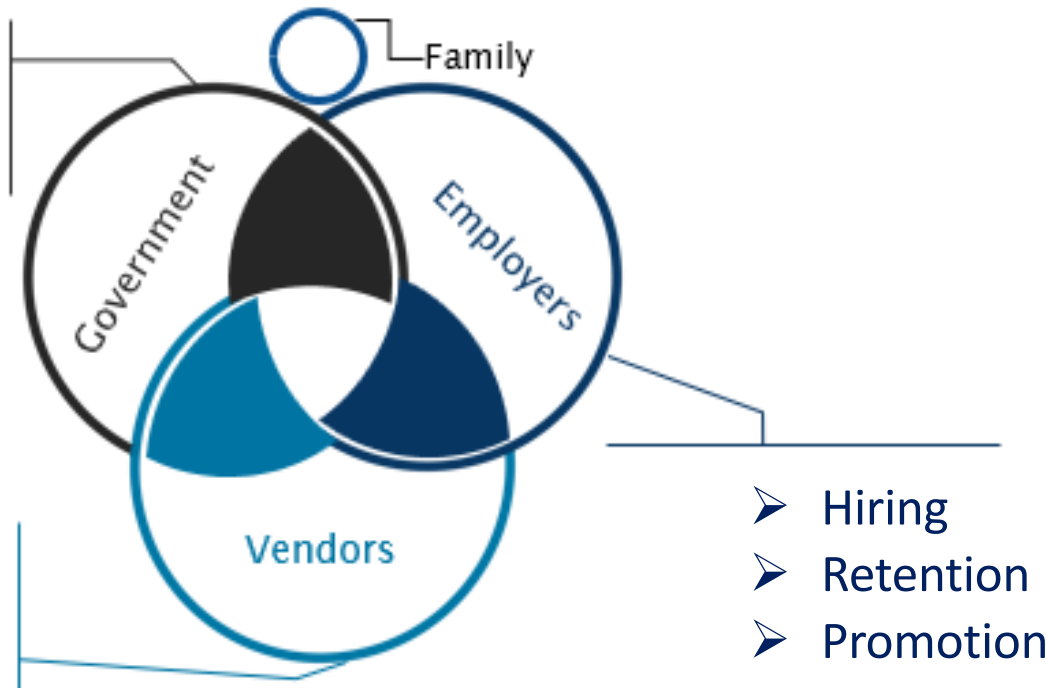 Family
Government
Employers
Vendors
Hiring
Retention
Promotion